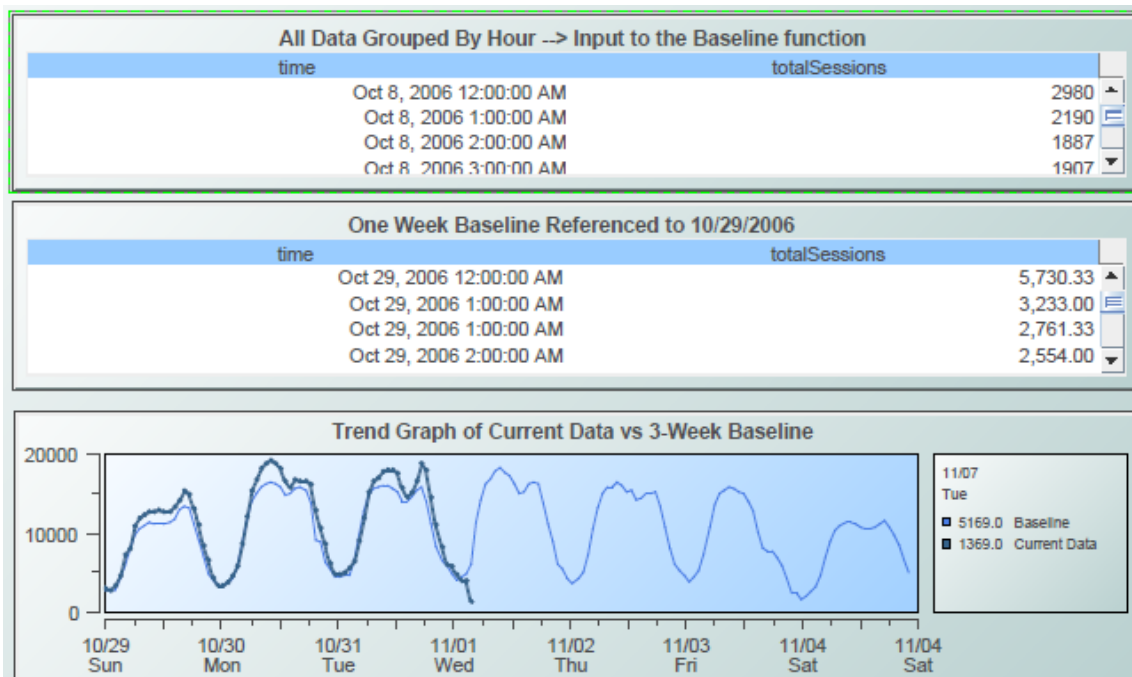 All Data Grouped By Hour --> Input to the Baseline function
time totalSessions
Oct 8, 2006 12:00:00 AM 2980
Oct 8, 2006 1:00:00 AM 2190
Oct 8, 2006 2:00:00 AM 1887
Oct 8, 2006 3:00:00 AM 1907
One Week Baseline Referenced to 10/29/2006
time totalSessions
Oct 29, 2006 12:00:00 AM 5,730.33
Oct 29, 2006 1:00:00 AM 3,233.00
Oct 29, 2006 1:00:00 AM 2,761.33
Oct 29, 2006 2:00:00 AM 2,554.00
Trend Graph of Current Data vs 3-Week Baseline
20000
10000
0
10/29 10/30 10/31 11/01 11/02 11/03 11/04 11/04
Sun Mon Tue Wed Thu Fri Sat Sat
11/07
Tue
5169.0 Baseline
1369.0 Current Data